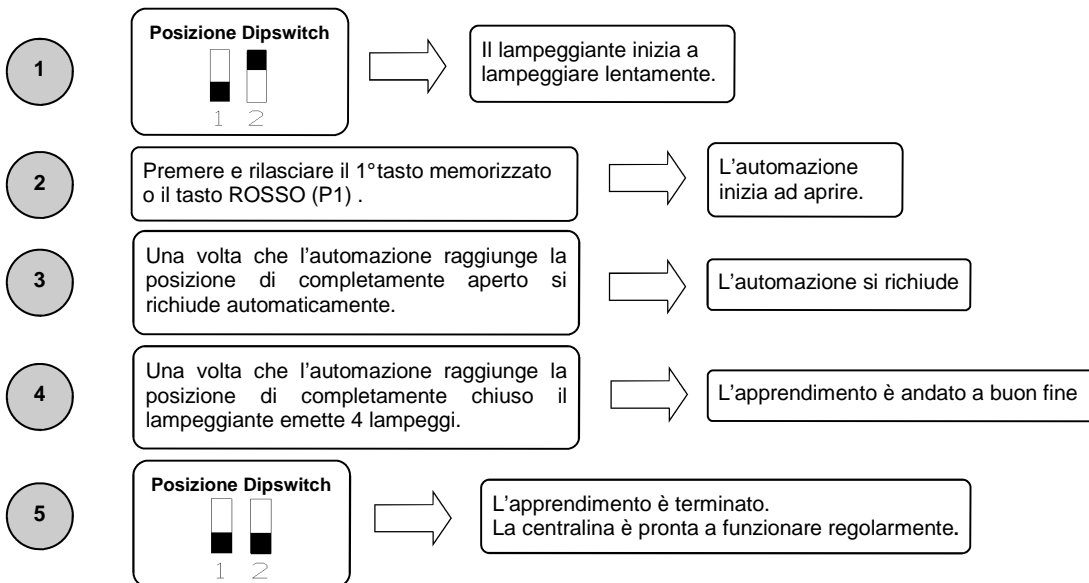 1
Posizione Dipswitch
1 2
Il lampeggiante inizia a
lampeggiare lentamente.
2
Premere e rilasciare il 1° tasto memorizzato
o il tasto ROSSO (P1) .
L'automazione
inizia ad aprire.
3
Una volta che l'automazione raggiunge la
posizione di completamente aperto si
richiude automaticamente.
L'automazione si richiude
4
Una volta che l'automazione raggiunge la
posizione di completamente chiuso il
lampeggiante emette 4 lampeggi.
L'apprendimento è andato a buon fine
5
Posizione Dipswitch
1 2
L'apprendimento è terminato.
La centralina è pronta a funzionare regolarmente.